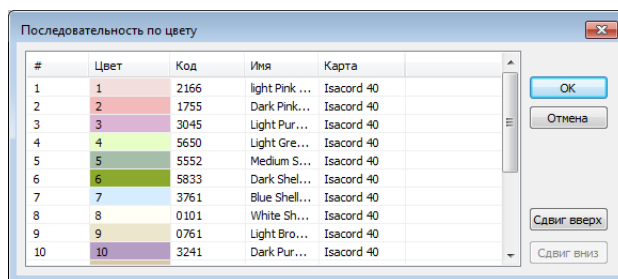 Последовательность по цвету
# Цвет Код Имя Карта
1 1 2166 light Pink ... Isacord 40
2 2 1755 Dark Pink... Isacord 40
3 3 3045 Light Pur... Isacord 40
4 4 5650 Light Gre... Isacord 40
5 5 5552 Medium S... Isacord 40
6 6 5833 Dark Shel... Isacord 40
7 7 3761 Blue Shell... Isacord 40
8 8 0101 White Sh... Isacord 40
9 9 0761 Light Bro... Isacord 40
10 10 3241 Dark Pur... Isacord 40
OK
Отмена
Сдвиг вверх
Сдвиг вниз